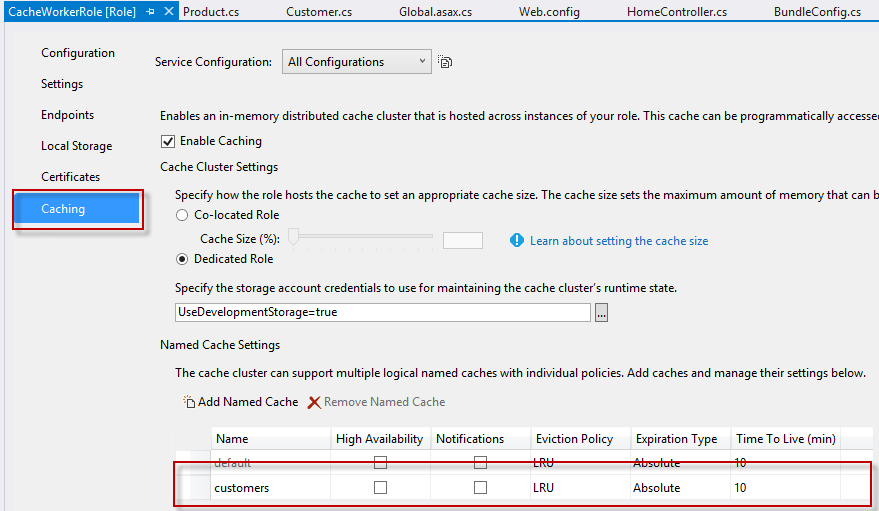 CacheWorkerRole [Role] Product.cs Customer.cs Global.asax.cs Web.config HomeController.cs BundleConfig.cs
Configuration
Settings
Endpoints
Local Storage
Certificates
Caching
Service Configuration: All Configurations
Enables an in-memory distributed cache cluster that is hosted across instances of your role. This cache can be programmatically accessed
Enable Caching
Cache Cluster Settings
Specify how the role hosts the cache to set an appropriate cache size. The cache size sets the maximum amount of memory that can b
Co-located Role
Cache Size (%): Learn about setting the cache size
Dedicated Role
Specify the storage account credentials to use for maintaining the cache cluster's runtime state.
UseDevelopmentStorage=true ...
Named Cache Settings
The cache cluster can support multiple logical named caches with individual policies. Add caches and manage their settings below.
Add Named Cache Remove Named Cache
Name High Availability Notifications Eviction Policy Expiration Type Time To Live (min)
default LRU Absolute 10
customers LRU Absolute 10